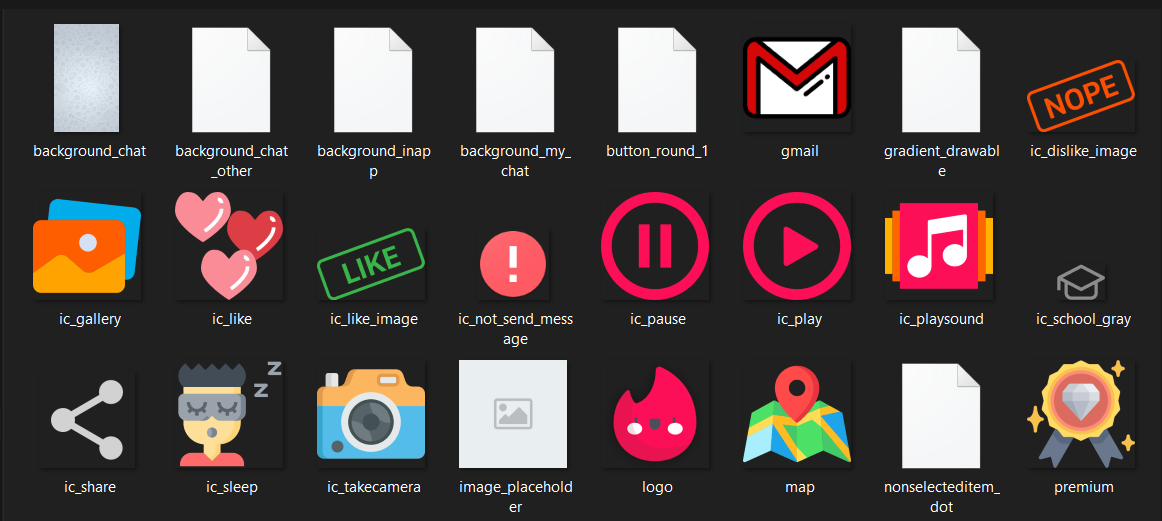 NOPE
background_chat
background_chat
_other
background_inap
p
background_my_
chat
button_round_1
gmail
gradient_drawabl
e
ic_dislike_image
LIKE
ic_gallery
ic_like
ic_like_image
ic_not_send_mess
age
ic_pause
ic_play
ic_playsound
ic_school_gray
Z
Z
ic_share
ic_sleep
ic_takecamera
image_placehold
er
logo
map
nonselecteditem_
dot
premium